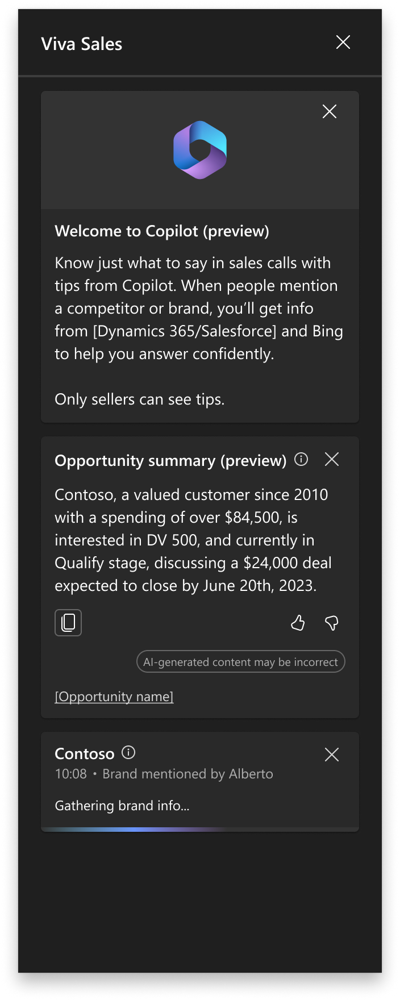 Viva Sales
Welcome to Copilot (preview)
Know just what to say in sales calls with
tips from Copilot. When people mention
a competitor or brand, you’ll get info
from [Dynamics 365/Salesforce] and Bing
to help you answer confidently.
Only sellers can see tips.
Opportunity summary (preview)
Contoso, a valued customer since 2010
with a spending of over $84,500, is
interested in DV 500, and currently in
Qualify stage, discussing a $24,000 deal
expected to close by June 20th, 2023.
AI-generated content may be incorrect
[Opportunity name]
Contoso
10:08 • Brand mentioned by Alberto
Gathering brand info...